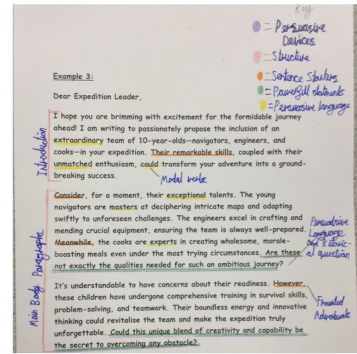 Key
= Persuasive
Devices
= Structure
= Sentence Starters
= Powerful statements
= Persuasive language
Example 3:
Dear Expedition Leader,
I hope you are brimming with excitement for the formidable journey
ahead! I am writing to passionately propose the inclusion of an
extraordinary team of 10-year-olds—navigators, engineers, and
cooks—in your expedition. Their remarkable skills, coupled with their
unmatched enthusiasm, could transform your adventure into a ground-
breaking success.
Introduction
Modal verbs
Consider, for a moment, their exceptional talents. The young
navigators are masters at deciphering intricate maps and adapting
swiftly to unforeseen challenges. The engineers excel in crafting and
mending crucial equipment, ensuring the team is always well-prepared.
Meanwhile, the cooks are experts in creating wholesome, morale-
boosting meals even under the most trying circumstances. Are these
not exactly the qualities needed for such an ambitious journey?
Persuasive
Language
and Rhetoric
al question
It's understandable to have concerns about their readiness. However,
these children have undergone comprehensive training in survival skills,
problem-solving, and teamwork. Their boundless energy and innovative
thinking could revitalise the team and make the expedition truly
unforgettable. Could this unique blend of creativity and capability be
the secret to overcoming any obstacle?
Main Body Paragraphs
Fronted
Adverbials